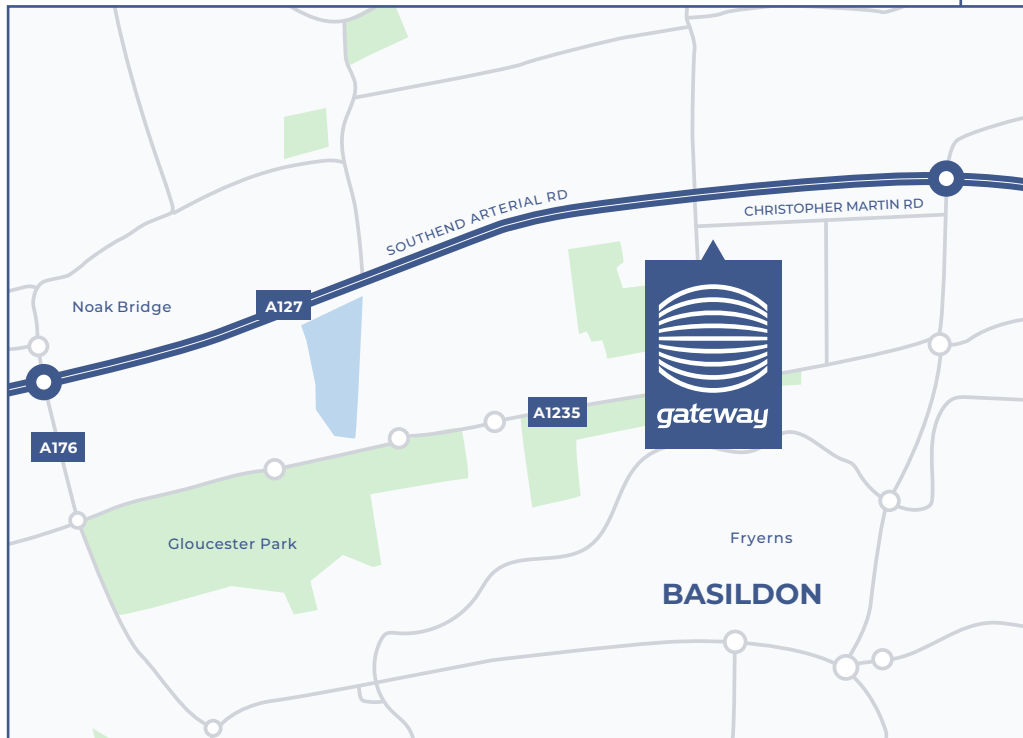 SOUTHEND ARTERIAL RD
CHRISTOPHER MARTIN RD
Noak Bridge
A127
A1235
gateway
A176
Gloucester Park
Fryerns
BASILDON